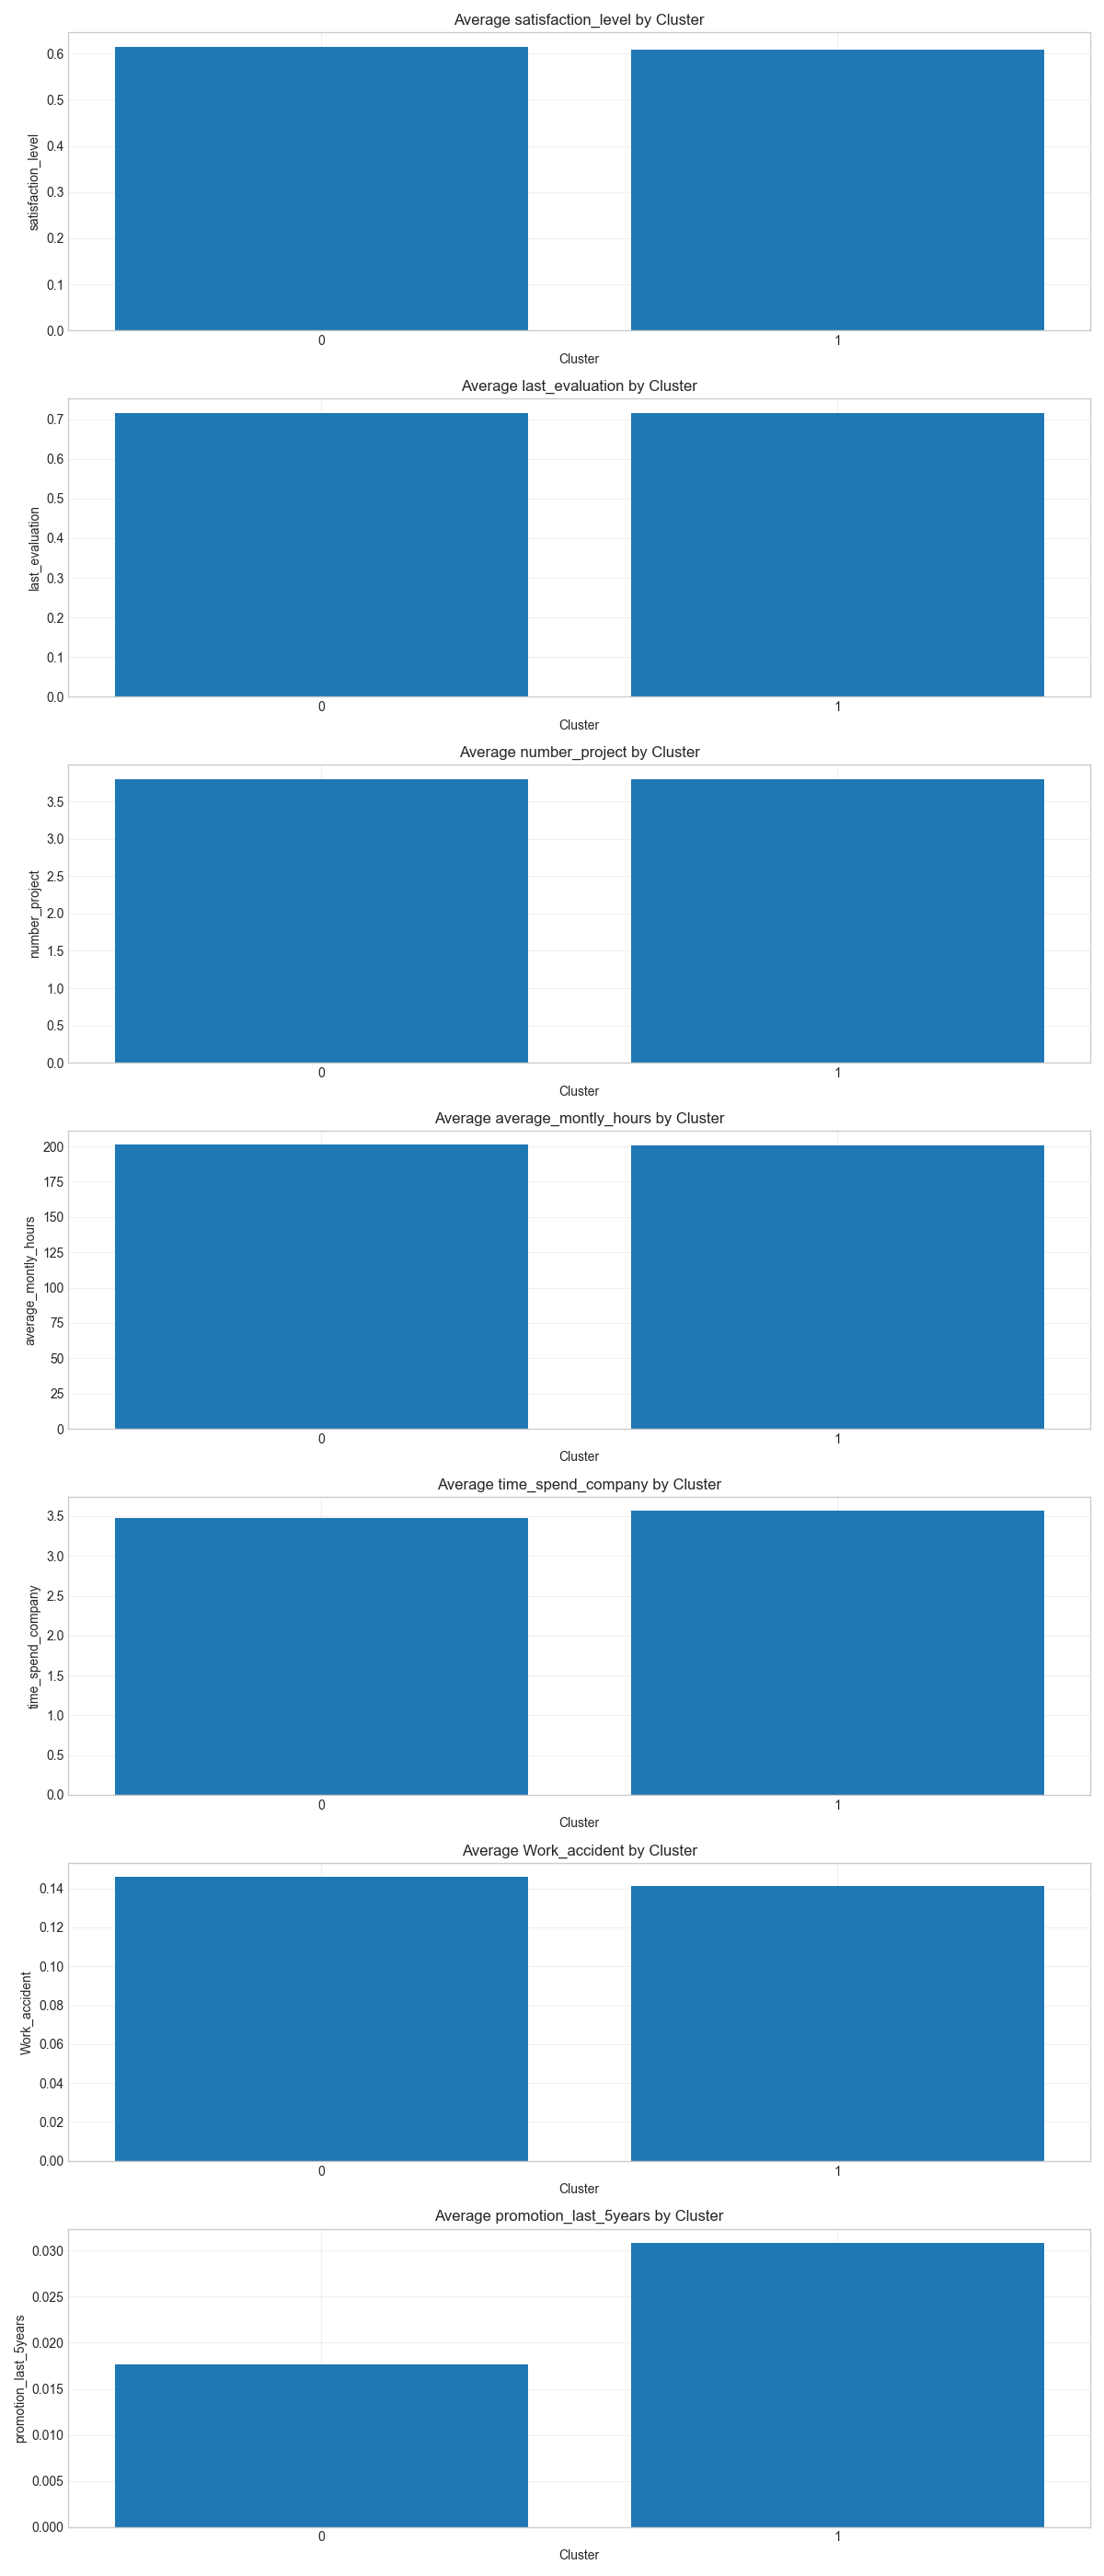 Average satisfaction_level by Cluster
0.6
0.5
0.4
0.3
0.2
0.1
0.0
satisfaction_level
0 1
Cluster
Average last_evaluation by Cluster
0.7
0.6
0.5
0.4
0.3
0.2
0.1
0.0
last_evaluation
0 1
Cluster
Average number_project by Cluster
3.5
3.0
2.5
2.0
1.5
1.0
0.5
0.0
number_project
0 1
Cluster
Average average_montly_hours by Cluster
200
175
150
125
100
75
50
25
0
average_montly_hours
0 1
Cluster
Average time_spend_company by Cluster
3.5
3.0
2.5
2.0
1.5
1.0
0.5
0.0
time_spend_company
0 1
Cluster
Average Work_accident by Cluster
0.14
0.12
0.10
0.08
0.06
0.04
0.02
0.00
Work_accident
0 1
Cluster
Average promotion_last_5years by Cluster
0.030
0.025
0.020
0.015
0.010
0.005
0.000
promotion_last_5years
0 1
Cluster